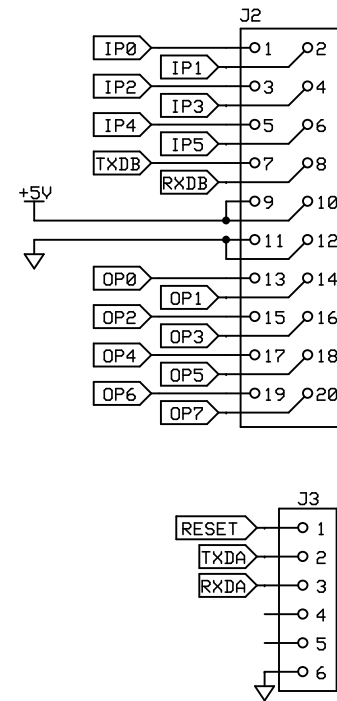 J2
IP0 1 2
IP1
IP2 3 4
IP3
IP4 5 6
IP5
TXDB 7 8
RXDB
+5V 9 10
11 12
OP0 13 14
OP1
OP2 15 16
OP3
OP4 17 18
OP5
OP6 19 20
OP7
J3
RESET 1
TXDA 2
RXDA 3
4
5
6